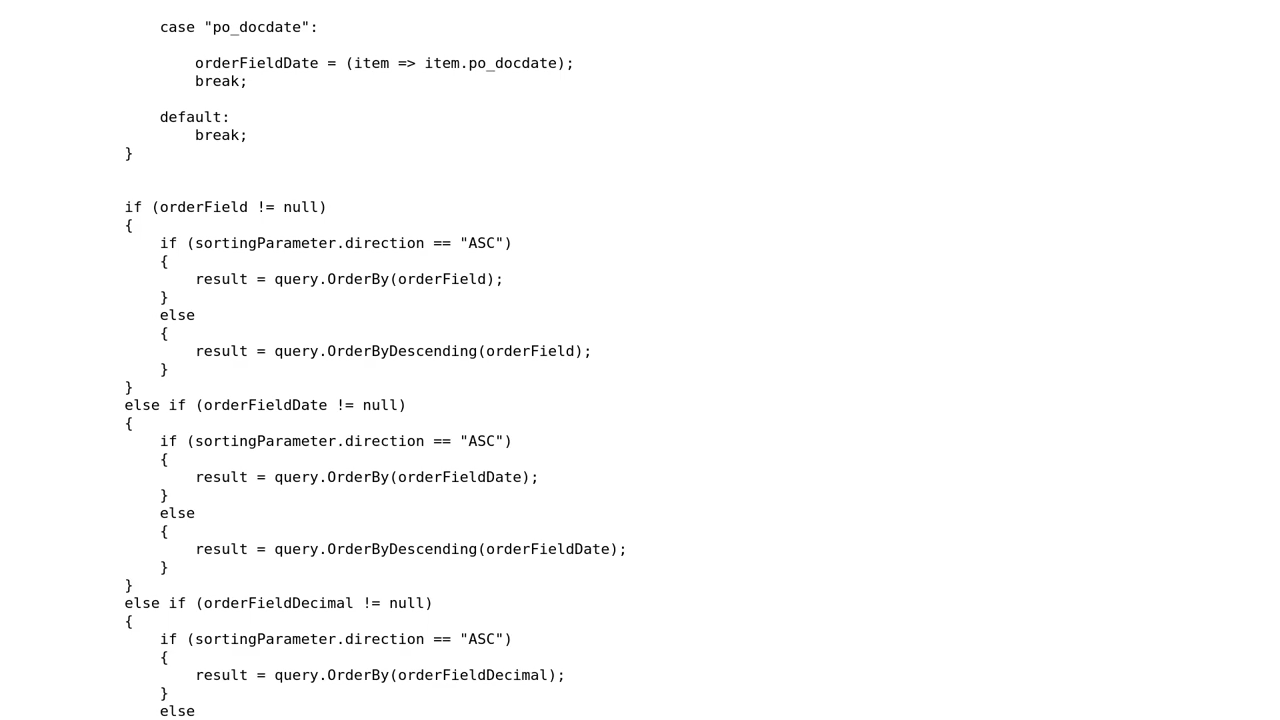 case "po_docdate":
orderFieldDate = (item => item.po_docdate);
break;
default:
break;
}
if (orderField != null)
{
if (sortingParameter.direction == "ASC")
{
result = query.OrderBy(orderField);
}
else
{
result = query.OrderByDescending(orderField);
}
}
else if (orderFieldDate != null)
{
if (sortingParameter.direction == "ASC")
{
result = query.OrderBy(orderFieldDate);
}
else
{
result = query.OrderByDescending(orderFieldDate);
}
}
else if (orderFieldDecimal != null)
{
if (sortingParameter.direction == "ASC")
{
result = query.OrderBy(orderFieldDecimal);
}
else